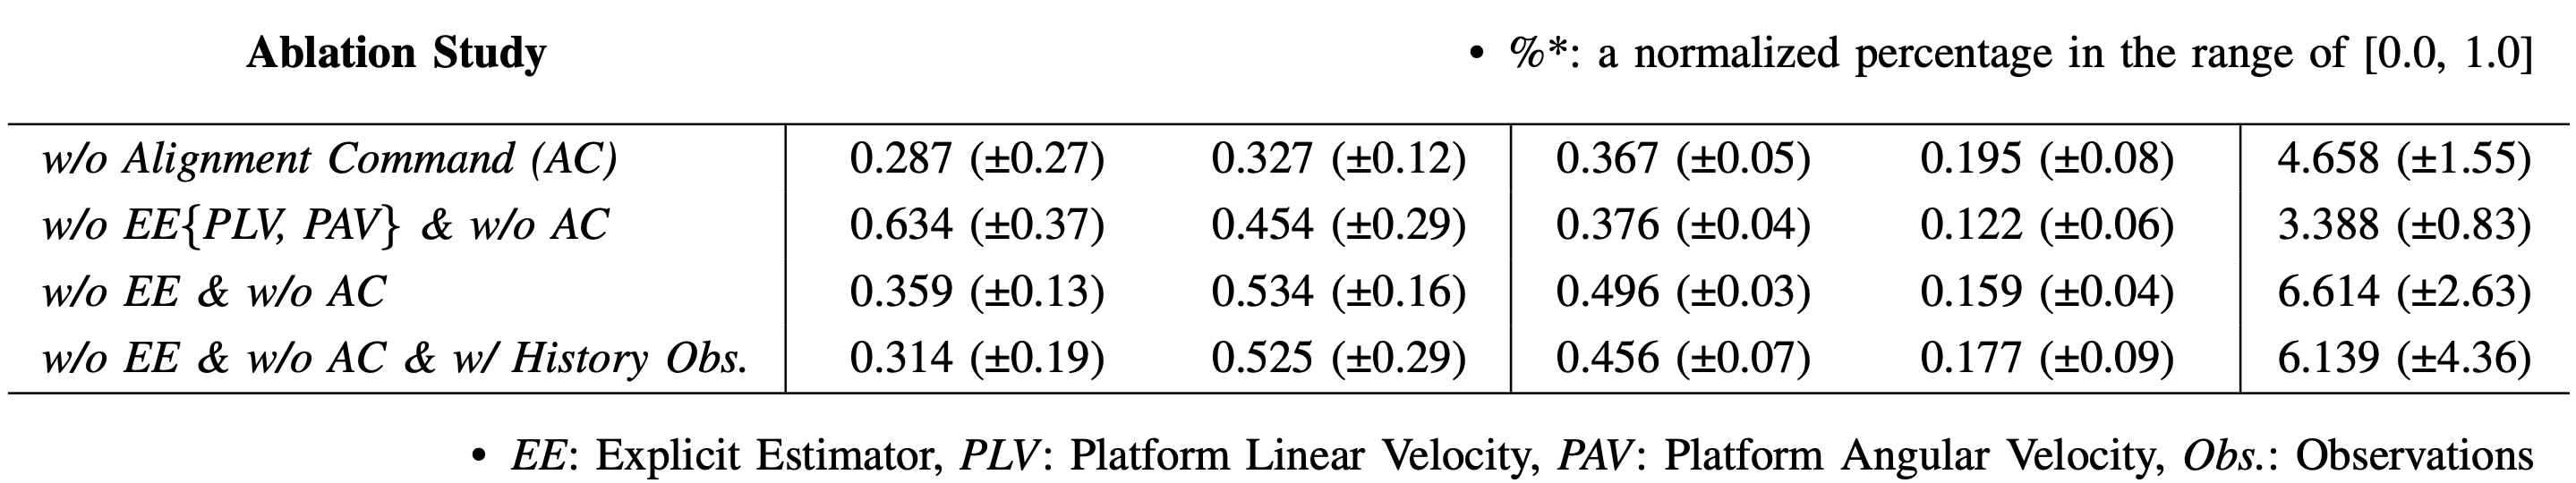 Ablation Study • %*: a normalized percentage in the range of [0.0, 1.0]
w/o Alignment Command (AC) 0.287 (±0.27) 0.327 (±0.12) 0.367 (±0.05) 0.195 (±0.08) 4.658 (±1.55)
w/o EE{PLV, PAV} & w/o AC 0.634 (±0.37) 0.454 (±0.29) 0.376 (±0.04) 0.122 (±0.06) 3.388 (±0.83)
w/o EE & w/o AC 0.359 (±0.13) 0.534 (±0.16) 0.496 (±0.03) 0.159 (±0.04) 6.614 (±2.63)
w/o EE & w/o AC & w/ History Obs. 0.314 (±0.19) 0.525 (±0.29) 0.456 (±0.07) 0.177 (±0.09) 6.139 (±4.36)
• EE: Explicit Estimator, PLV: Platform Linear Velocity, PAV: Platform Angular Velocity, Obs.: Observations